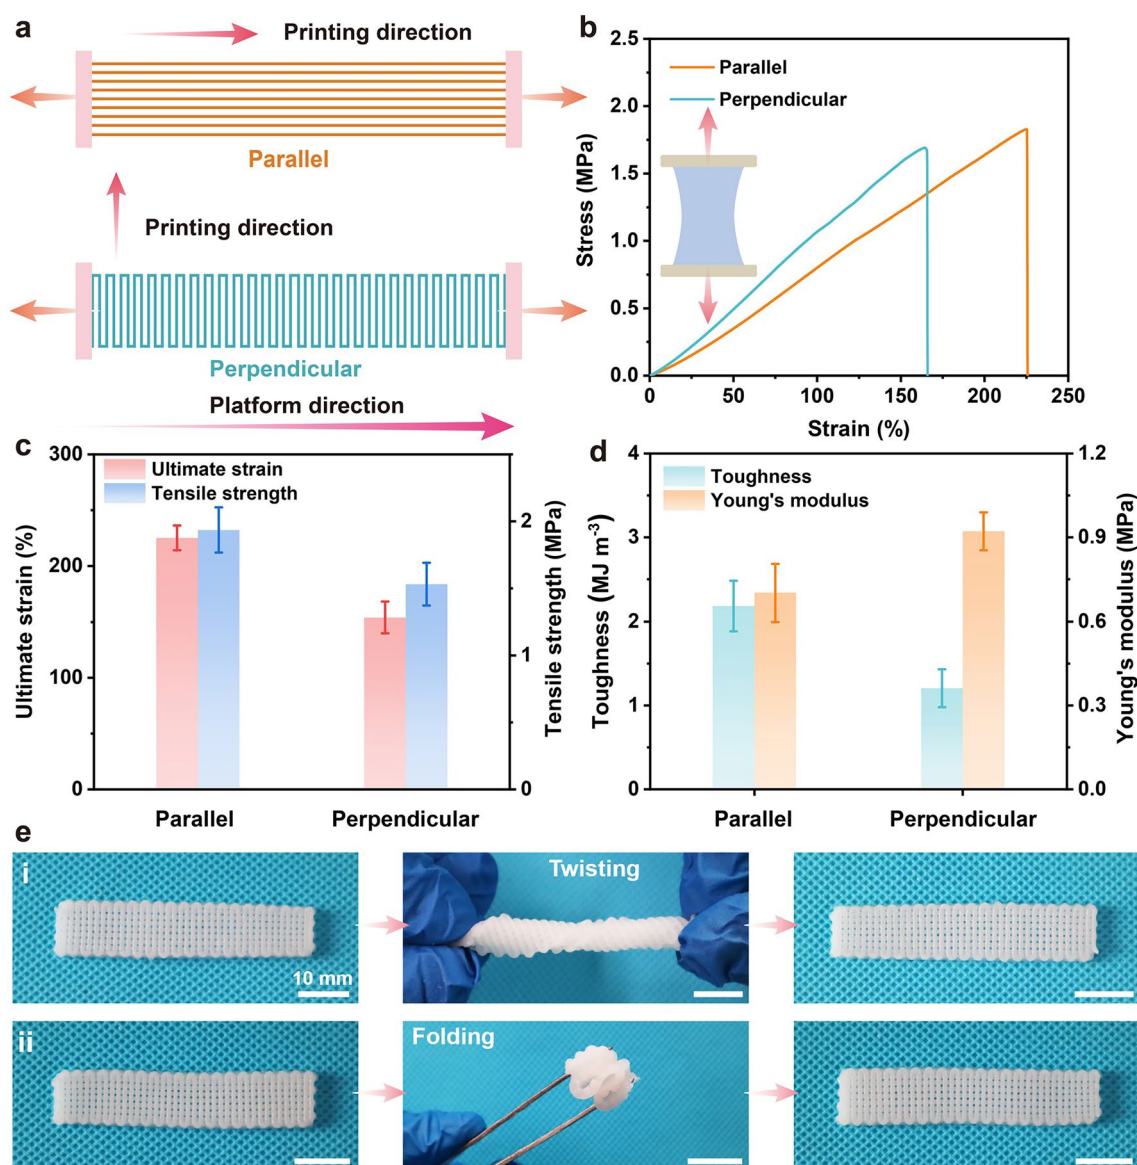 a
Printing direction
Parallel
Printing direction
Perpendicular
Platform direction
b
2.5
2.0
1.5
1.0
0.5
0.0
Stress (MPa)
Parallel
Perpendicular
0 50 100 150 200 250
Strain (%)
c
300
200
100
0
Ultimate strain (%)
Ultimate strain
Tensile strength
2
1
0
Tensile strength (MPa)
Parallel Perpendicular
d
4
3
2
1
0
Toughness (MJ m⁻³)
Toughness
Young's modulus
1.2
0.9
0.6
0.3
0.0
Young's modulus (MPa)
Parallel Perpendicular
e
i
10 mm
Twisting
ii
Folding